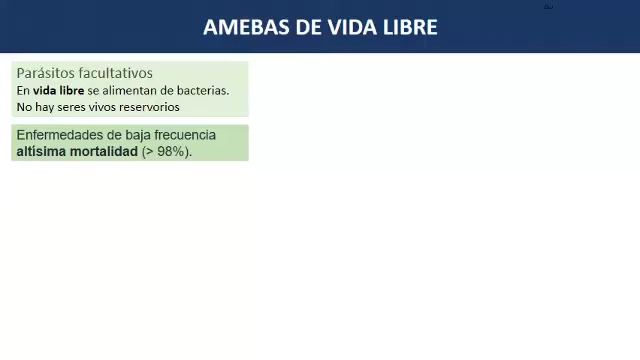 AMEBAS DE VIDA LIBRE
Parásitos facultativos
En vida libre se alimentan de bacterias.
No hay seres vivos reservorios
Enfermedades de baja frecuencia
altísima mortalidad (> 98%).